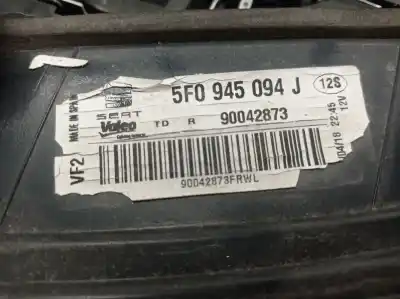 5F0 945 094 J
12S
MADE IN SPAIN
SEAT
Valeo
TD R 90042873
VF2
90042873FRWL
/04/18 22:45
12V